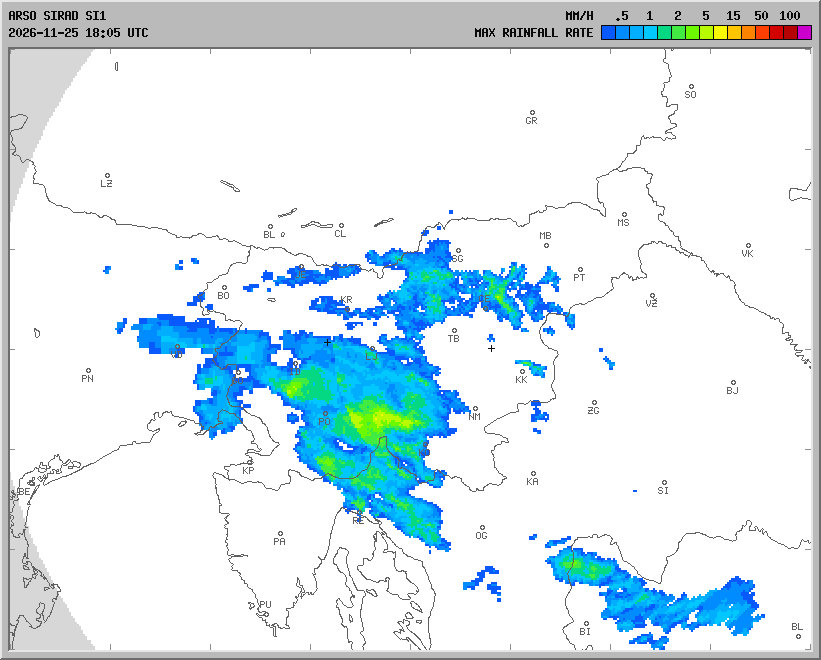 ARSO SIRAD SI1
2026-11-25 18:05 UTC
MM/H .5 1 2 5 15 50 100
MAX RAINFALL RATE
SO
GR
LZ
MS
BL
CL
MB
VK
SG
PT
BO
KR
VZ
TB
LJ
PN
KK
BJ
ZG
NM
PO
KP
KA
BE
SI
RE
OG
PA
PU
BI
BL